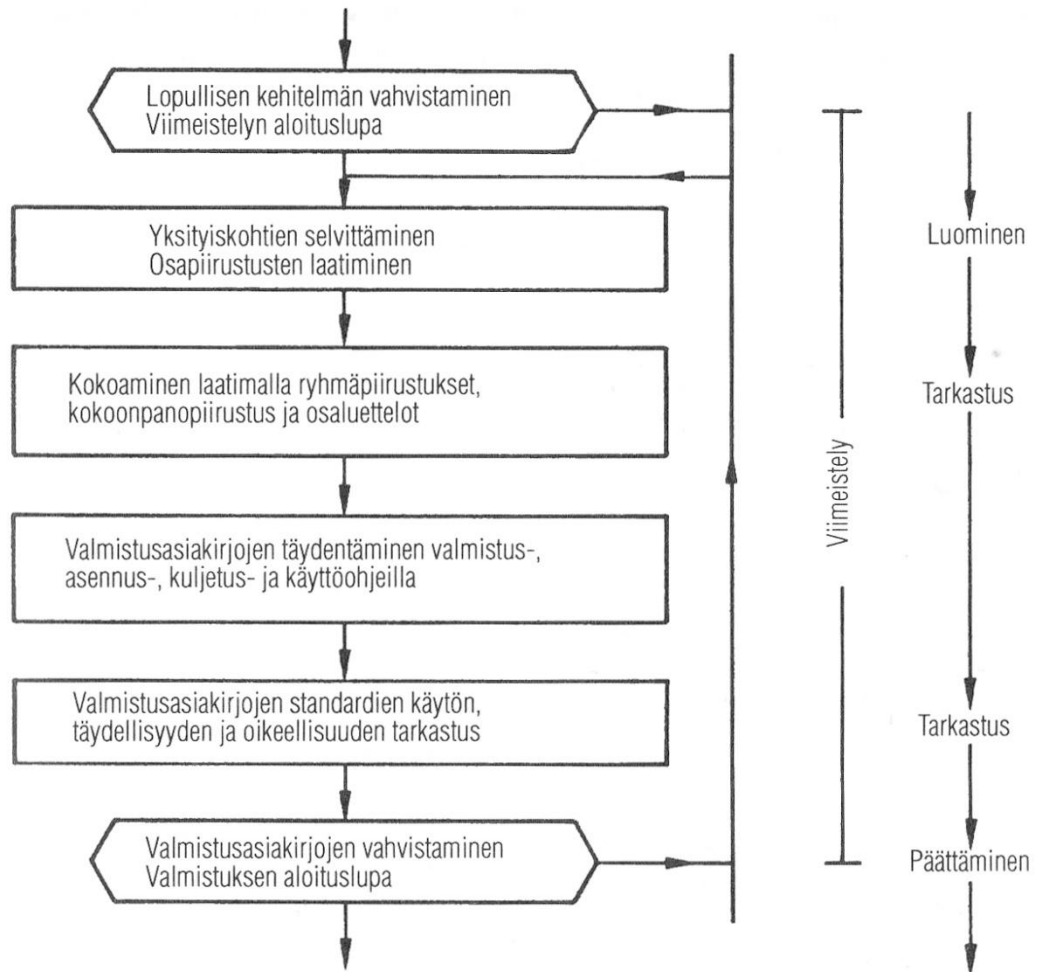 Lopullisen kehitelmän vahvistaminen
Viimeistelyn aloituslupa
Yksityiskohtien selvittäminen
Osapiirustusten laatiminen
Luominen
Kokoaminen laatimalla ryhmäpiirustukset,
kokoonpanopiirustus ja osaluettelot
Tarkastus
Viimeistely
Valmistusasiakirjojen täydentäminen valmistus-,
asennus-, kuljetus- ja käyttöohjeilla
Valmistusasiakirjojen standardien käytön,
täydellisyyden ja oikeellisuuden tarkastus
Tarkastus
Valmistusasiakirjojen vahvistaminen
Valmistuksen aloituslupa
Päättäminen